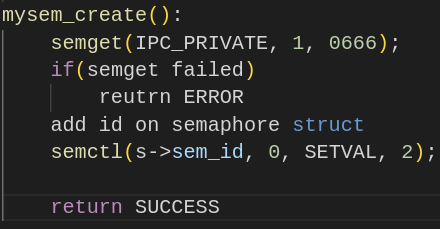 mysem_create():
    semget(IPC_PRIVATE, 1, 0666);
    if(semget failed)
        reutrn ERROR
    add id on semaphore struct
    semctl(s->sem_id, 0, SETVAL, 2);

    return SUCCESS